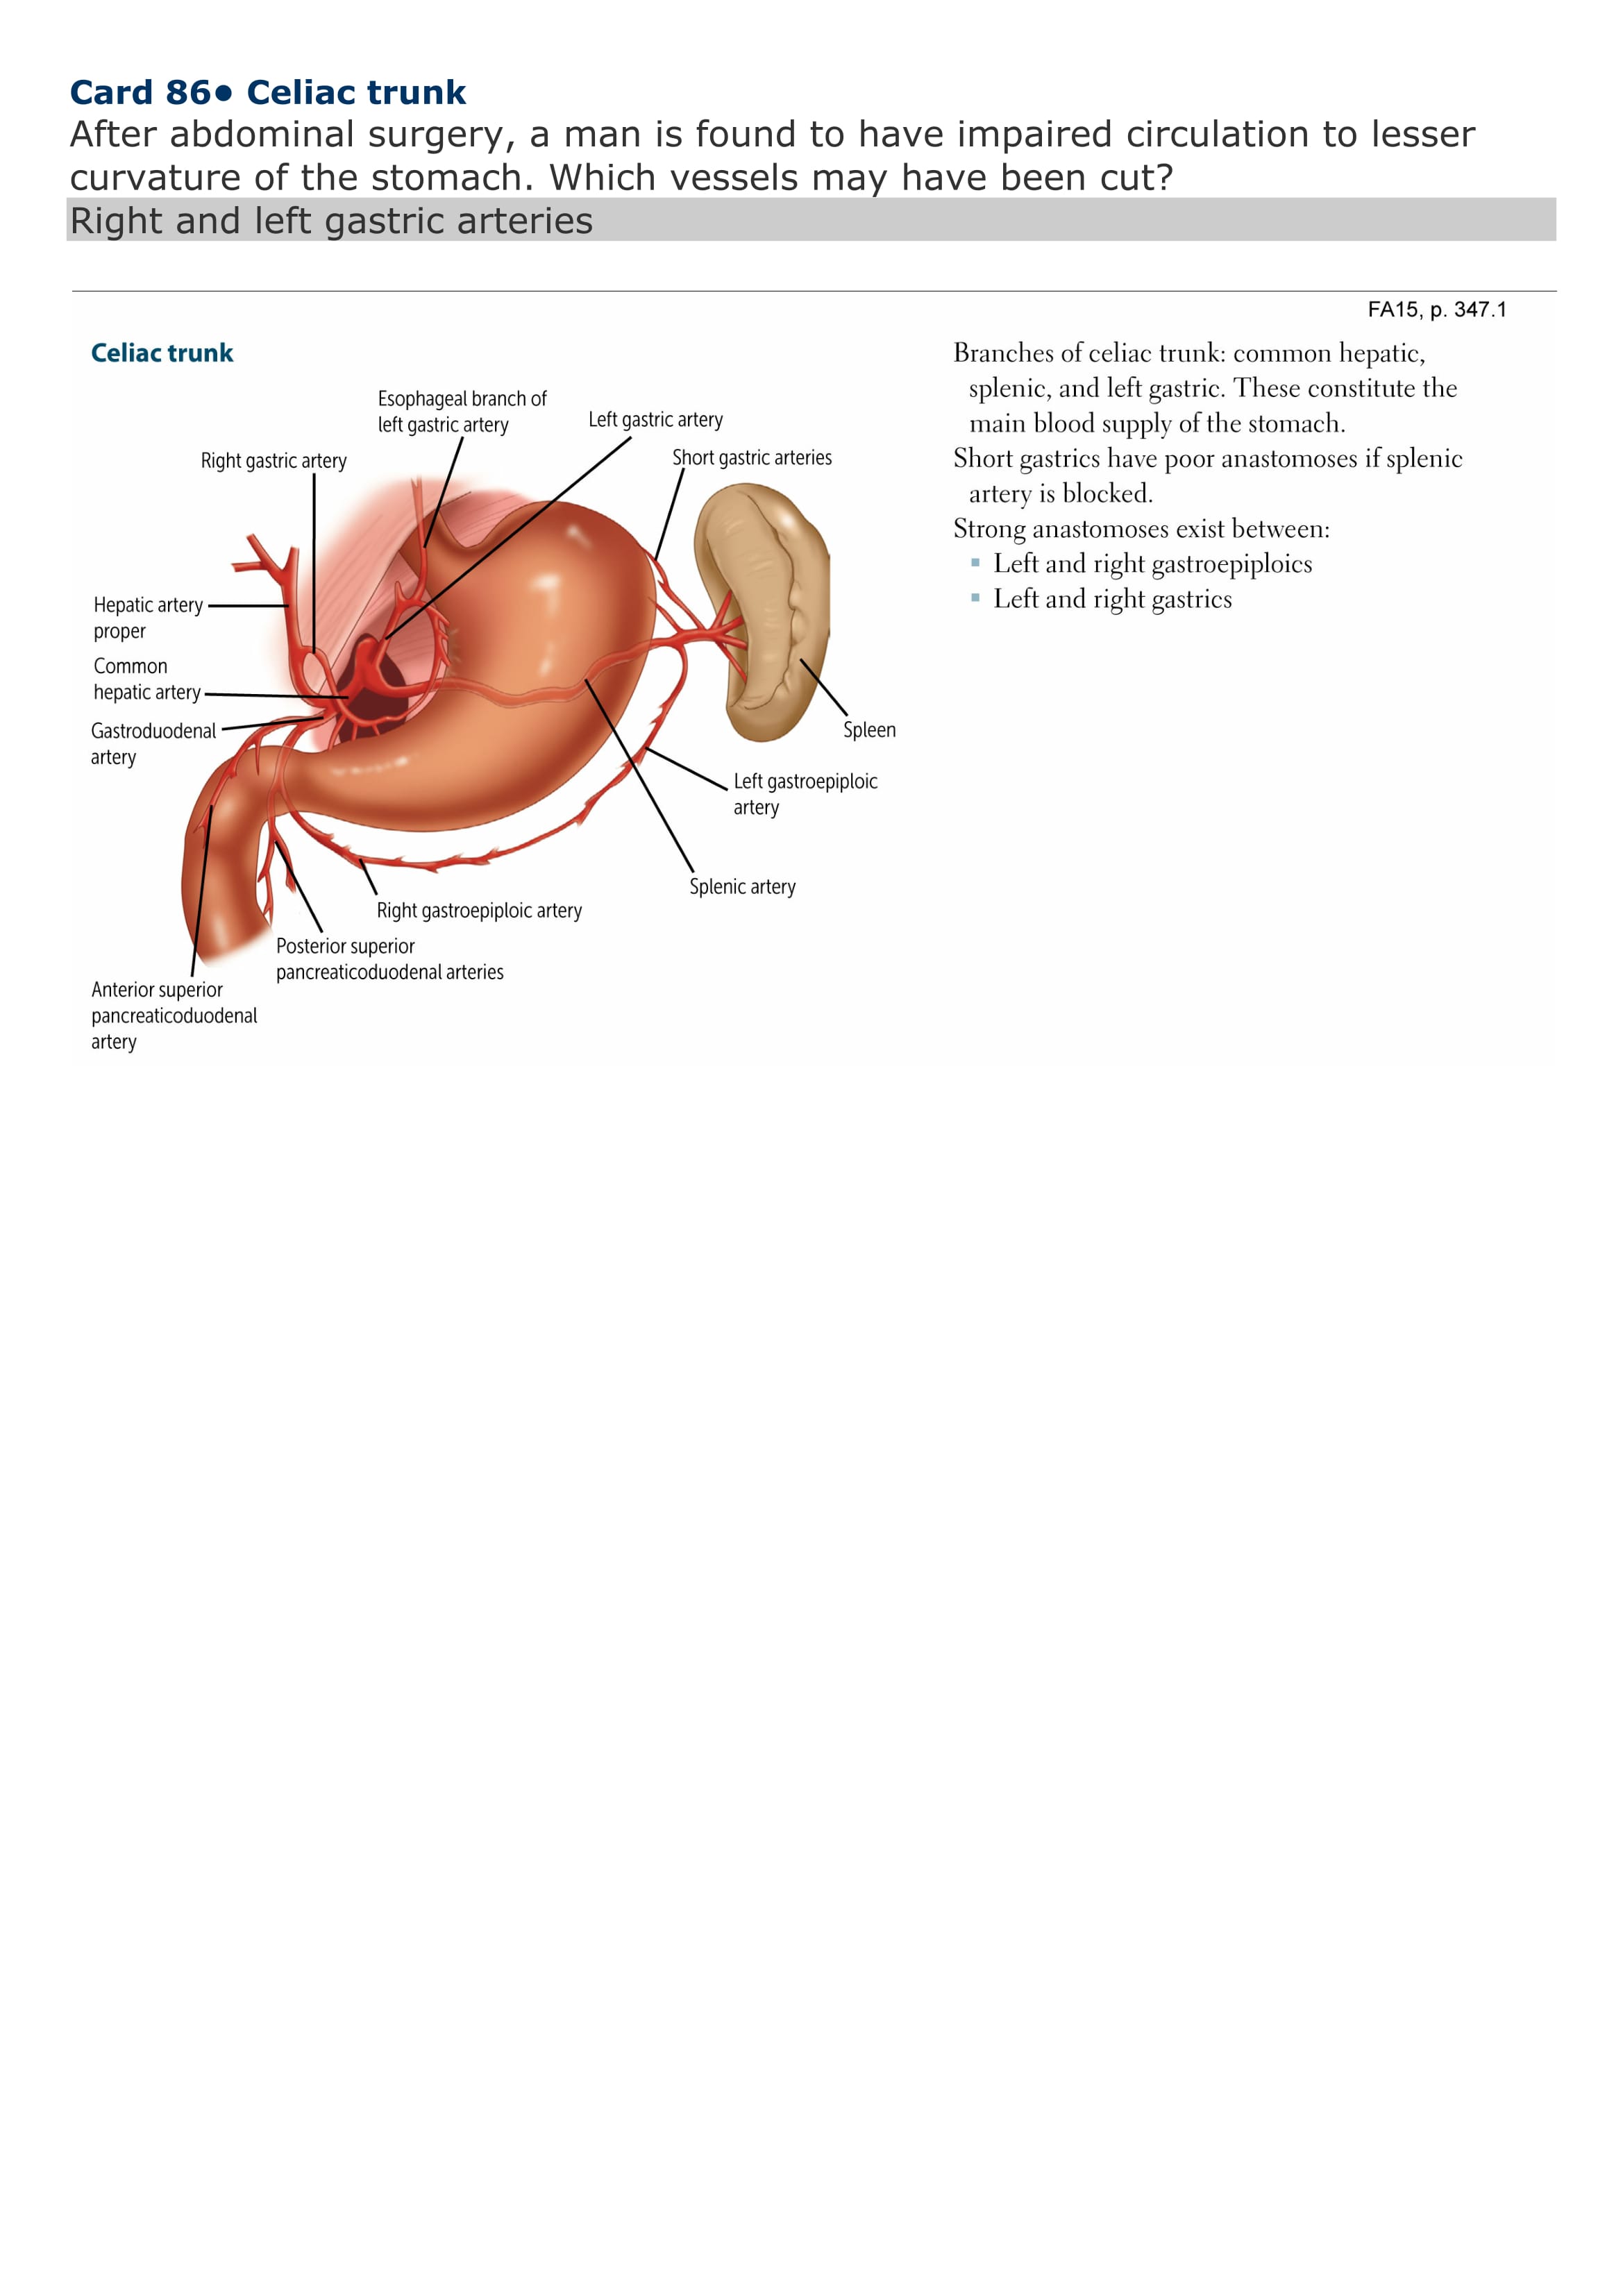 Card 86● Celiac trunk
After abdominal surgery, a man is found to have impaired circulation to lesser
curvature of the stomach. Which vessels may have been cut?
Right and left gastric arteries
FA15, p. 347.1
Celiac trunk
Esophageal branch of
left gastric artery
Left gastric artery
Right gastric artery
Short gastric arteries
Hepatic artery
proper
Common
hepatic artery
Gastroduodenal
artery
Spleen
Left gastroepiploic
artery
Splenic artery
Right gastroepiploic artery
Posterior superior
pancreaticoduodenal arteries
Anterior superior
pancreaticoduodenal
artery
Branches of celiac trunk: common hepatic,
splenic, and left gastric. These constitute the
main blood supply of the stomach.
Short gastrics have poor anastomoses if splenic
artery is blocked.
Strong anastomoses exist between:
▪ Left and right gastroepiploics
▪ Left and right gastrics